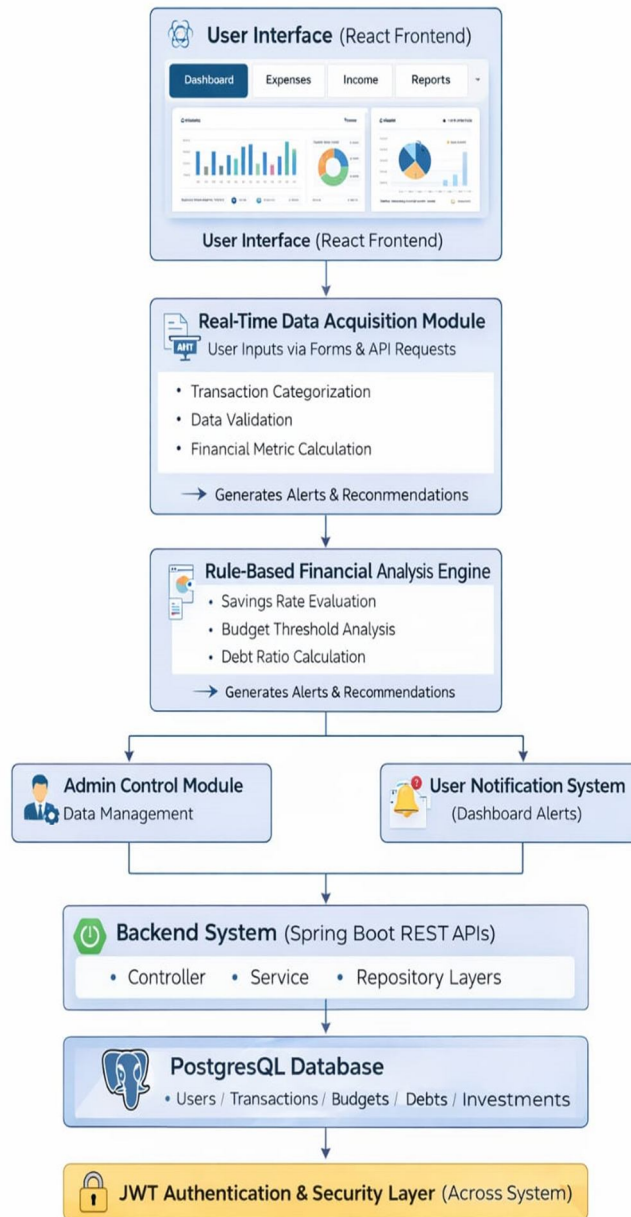 User Interface (React Frontend)
Dashboard Expenses Income Reports
User Interface (React Frontend)
Real-Time Data Acquisition Module
AHT
User Inputs via Forms & API Requests
• Transaction Categorization
• Data Validation
• Financial Metric Calculation
→ Generates Alerts & Reconmmendations
Rule-Based Financial Analysis Engine
• Savings Rate Evaluation
• Budget Threshold Analysis
• Debt Ratio Calculation
→ Generates Alerts & Recommendations
Admin Control Module
Data Management
User Notification System
(Dashboard Alerts)
Backend System (Spring Boot REST APIs)
• Controller • Service • Repository Layers
PostgresQL Database
• Users / Transactions / Budgets / Debts / Investments
JWT Authentication & Security Layer (Across System)